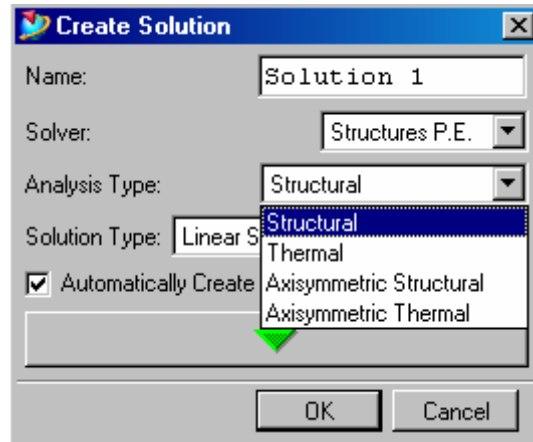 Create Solution
Name: Solution 1
Solver: Structures P.E.
Analysis Type: Structural
Structural
Solution Type: Linear S
Thermal
Automatically Create
Axisymmetric Structural
Axisymmetric Thermal
OK Cancel